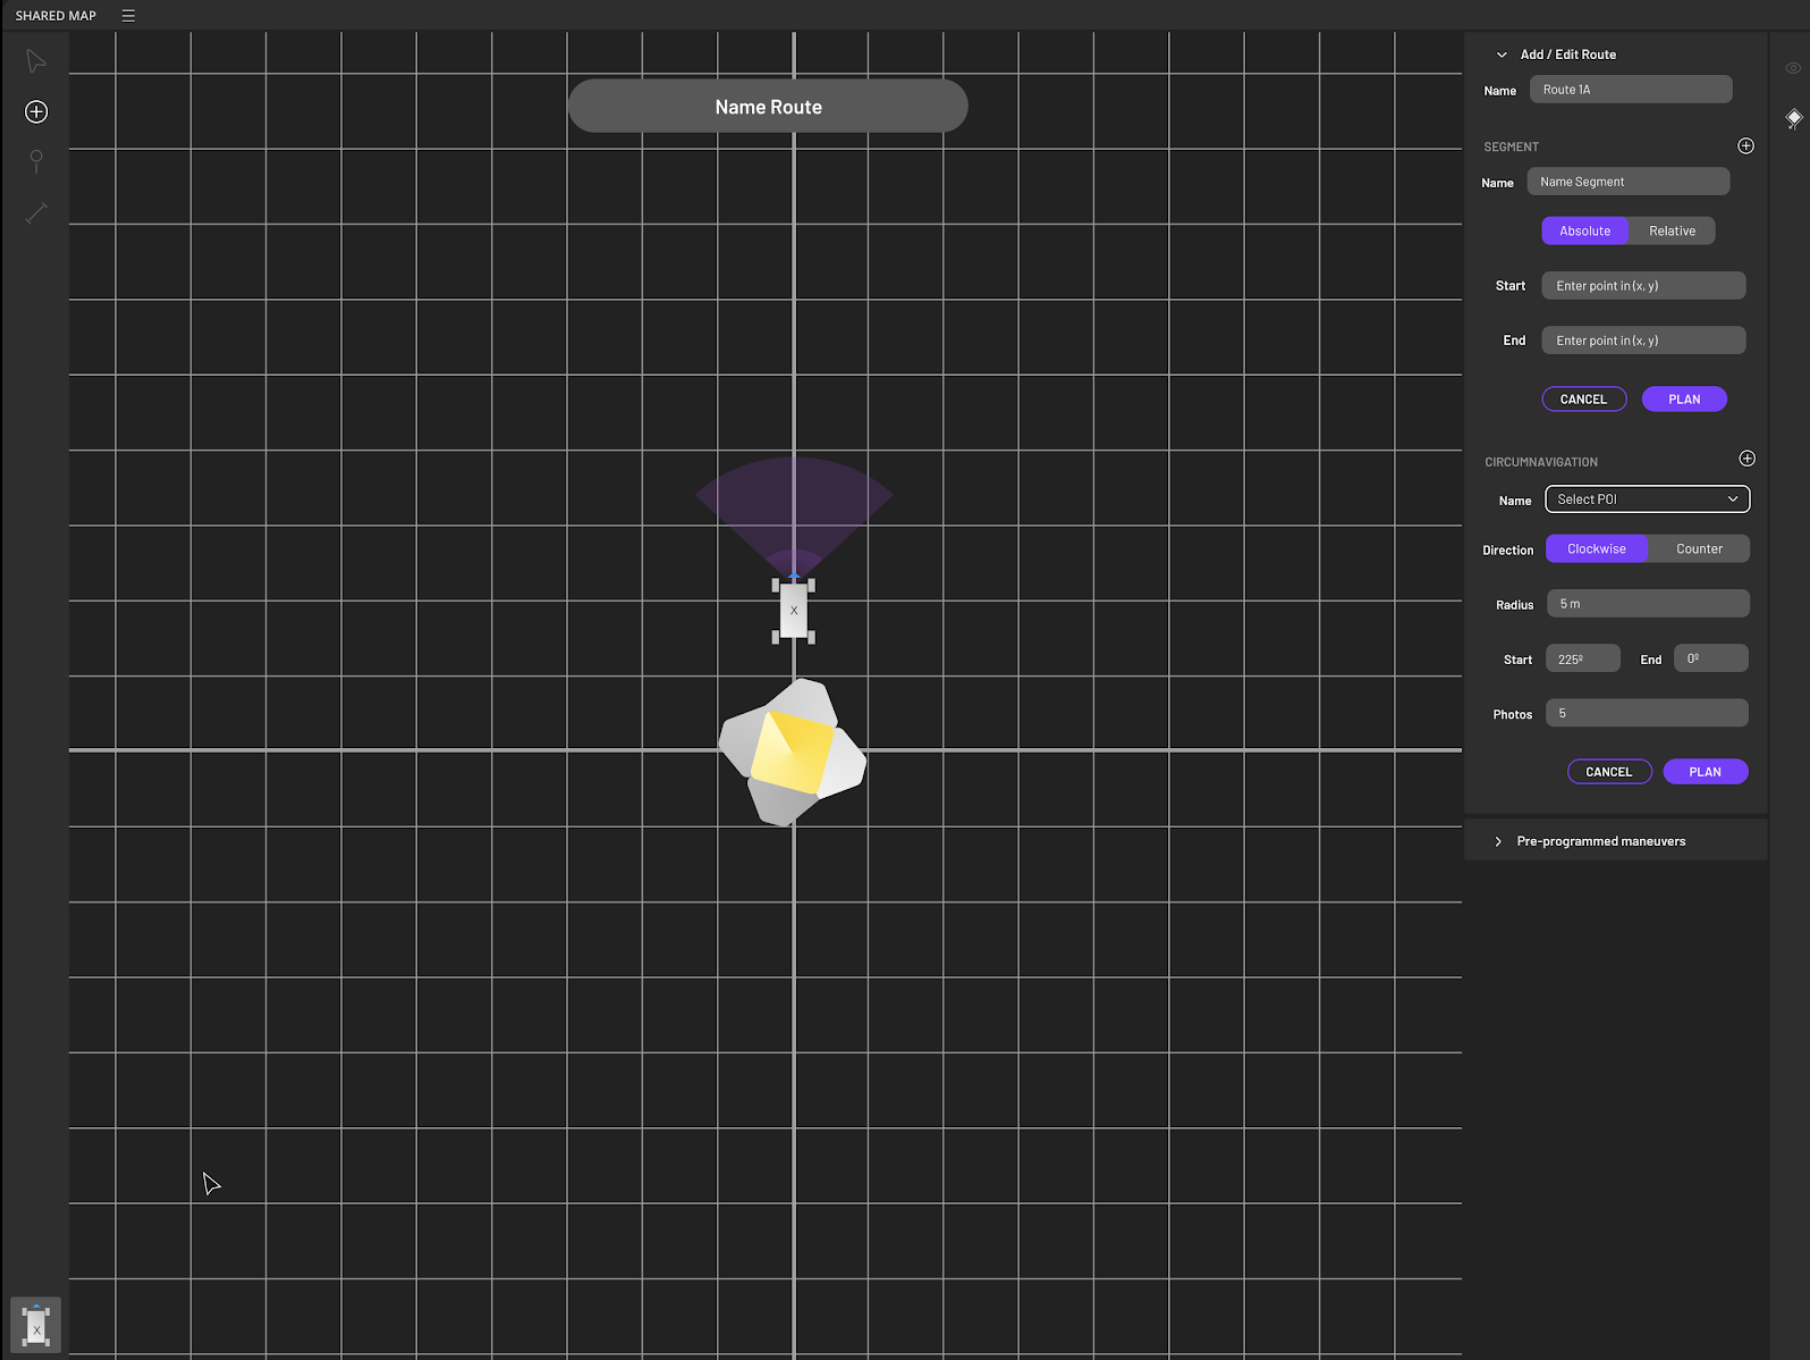 SHARED MAP
Name Route
Add / Edit Route
Name Route 1A
SEGMENT
Name Name Segment
Absolute Relative
Start Enter point in (x, y)
End Enter point in (x, y)
CANCEL PLAN
CIRCUMNAVIGATION
Name Select POI
Direction Clockwise Counter
Radius 5 m
Start 225º End 0º
Photos 5
CANCEL PLAN
Pre-programmed maneuvers
X
X